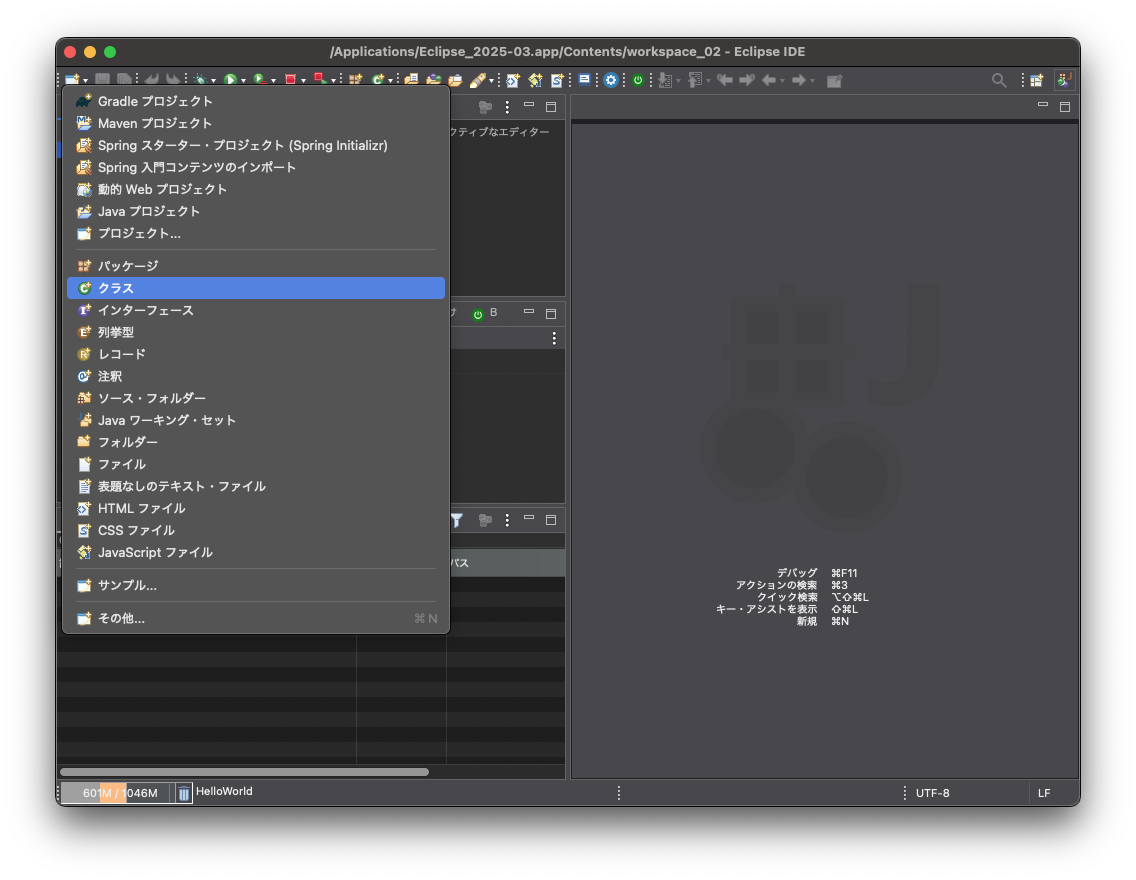 /Applications/Eclipse_2025-03.app/Contents/workspace_02 – Eclipse IDE
Gradle プロジェクト
Maven プロジェクト
Spring スターター・プロジェクト (Spring Initializr)
Spring 入門コンテンツのインポート
動的 Web プロジェクト
Java プロジェクト
プロジェクト...
パッケージ
クラス
インターフェース
列挙型
レコード
注釈
ソース・フォルダー
Java ワーキング・セット
フォルダー
ファイル
表題なしのテキスト・ファイル
HTML ファイル
CSS ファイル
JavaScript ファイル
サンプル...
その他... ⌘ N
クティブなエディター
B
パス
デバッグ ⌘F11
アクションの検索 ⌘3
クイック検索 ⌥⇧⌘L
キー・アシストを表示 ⇧⌘L
新規 ⌘N
601M / 1046M
HelloWorld
UTF-8
LF